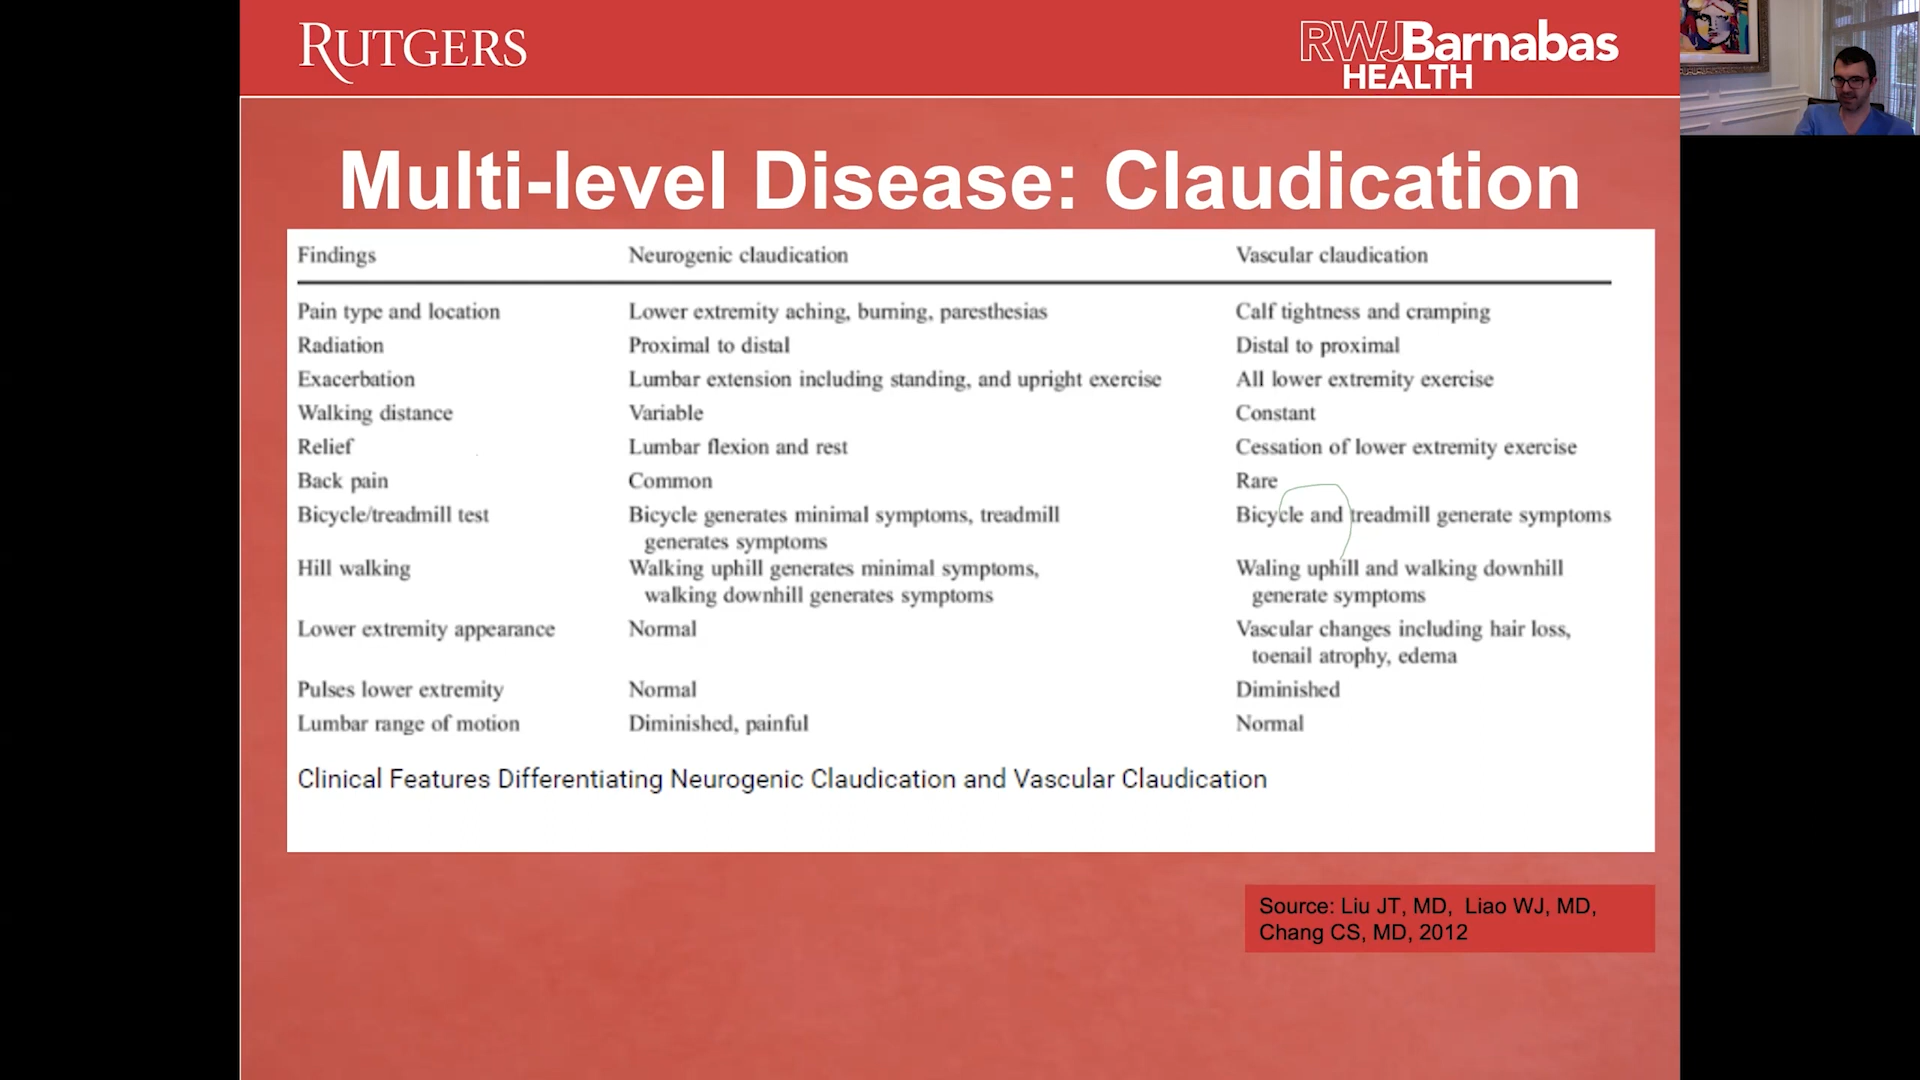 RUTGERS
RWJBarnabas
HEALTH
Multi-level Disease: Claudication
Findings Neurogenic claudication Vascular claudication
Pain type and location Lower extremity aching, burning, paresthesias Calf tightness and cramping
Radiation Proximal to distal Distal to proximal
Exacerbation Lumbar extension including standing, and upright exercise All lower extremity exercise
Walking distance Variable Constant
Relief Lumbar flexion and rest Cessation of lower extremity exercise
Back pain Common Rare
Bicycle/treadmill test Bicycle generates minimal symptoms, treadmill Bicycle and treadmill generate symptoms
generates symptoms
Hill walking Walking uphill generates minimal symptoms, Waling uphill and walking downhill
walking downhill generates symptoms generate symptoms
Lower extremity appearance Normal Vascular changes including hair loss,
toenail atrophy, edema
Pulses lower extremity Normal Diminished
Lumbar range of motion Diminished, painful Normal
Clinical Features Differentiating Neurogenic Claudication and Vascular Claudication
Source: Liu JT, MD, Liao WJ, MD,
Chang CS, MD, 2012